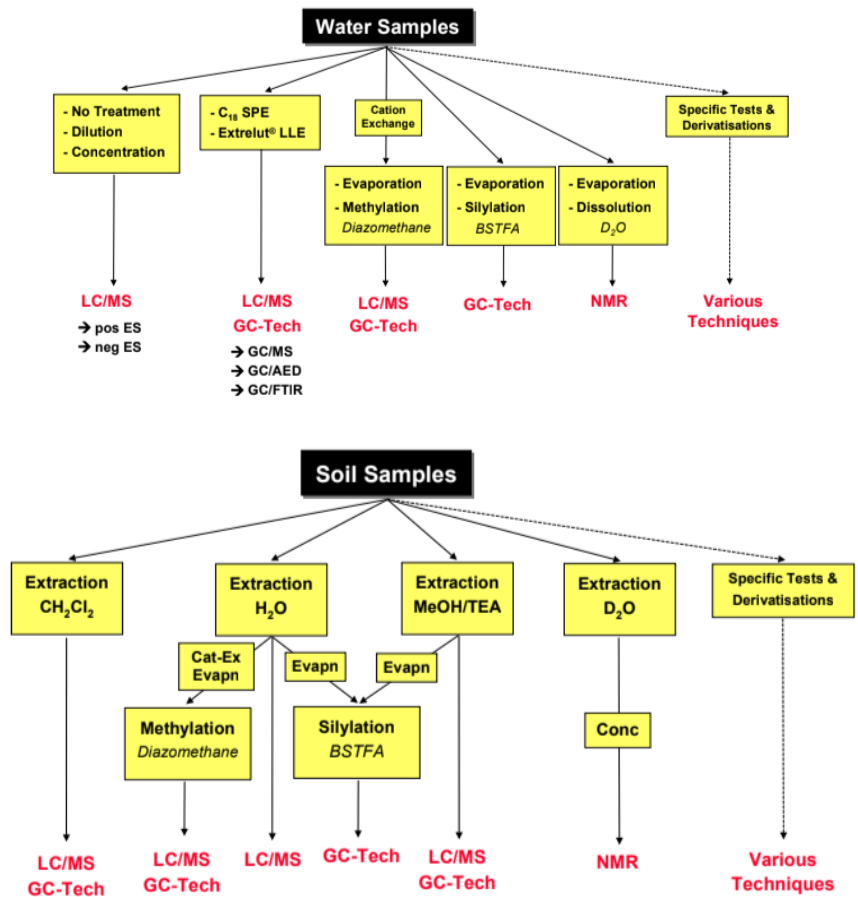 Water Samples
- No Treatment
- Dilution
- Concentration
- C₁₈ SPE
- Extrelut® LLE
Cation
Exchange
Specific Tests &
Derivatisations
- Evaporation
- Methylation
Diazomethane
- Evaporation
- Silylation
BSTFA
- Evaporation
- Dissolution
D₂O
LC/MS
→ pos ES
→ neg ES
LC/MS
GC-Tech
→ GC/MS
→ GC/AED
→ GC/FTIR
LC/MS
GC-Tech
GC-Tech
NMR
Various
Techniques
Soil Samples
Extraction
CH₂Cl₂
Extraction
H₂O
Extraction
MeOH/TEA
Extraction
D₂O
Specific Tests &
Derivatisations
Cat-Ex
Evapn
Evapn
Evapn
Methylation
Diazomethane
Silylation
BSTFA
Conc
LC/MS
GC-Tech
LC/MS
GC-Tech
LC/MS
GC-Tech
LC/MS
GC-Tech
NMR
Various
Techniques